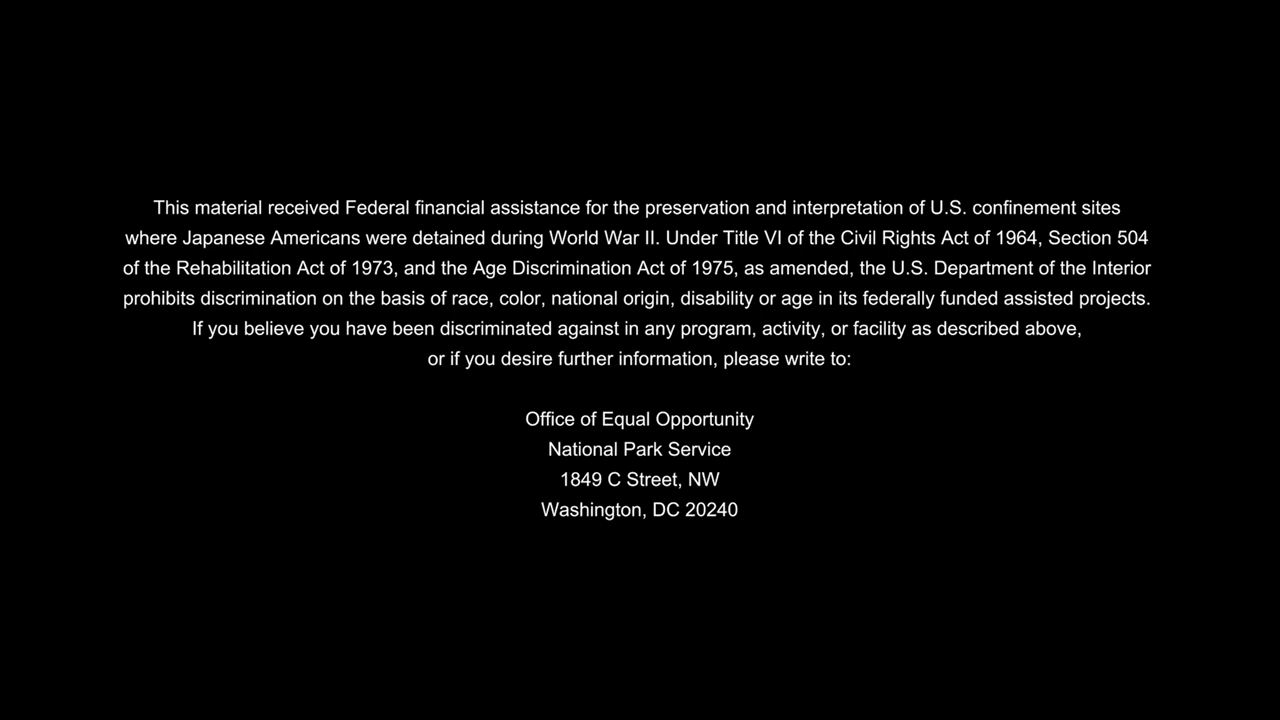 This material received Federal financial assistance for the preservation and interpretation of U.S. confinement sites
where Japanese Americans were detained during World War II. Under Title VI of the Civil Rights Act of 1964, Section 504
of the Rehabilitation Act of 1973, and the Age Discrimination Act of 1975, as amended, the U.S. Department of the Interior
prohibits discrimination on the basis of race, color, national origin, disability or age in its federally funded assisted projects.
If you believe you have been discriminated against in any program, activity, or facility as described above,
or if you desire further information, please write to:
Office of Equal Opportunity
National Park Service
1849 C Street, NW
Washington, DC 20240